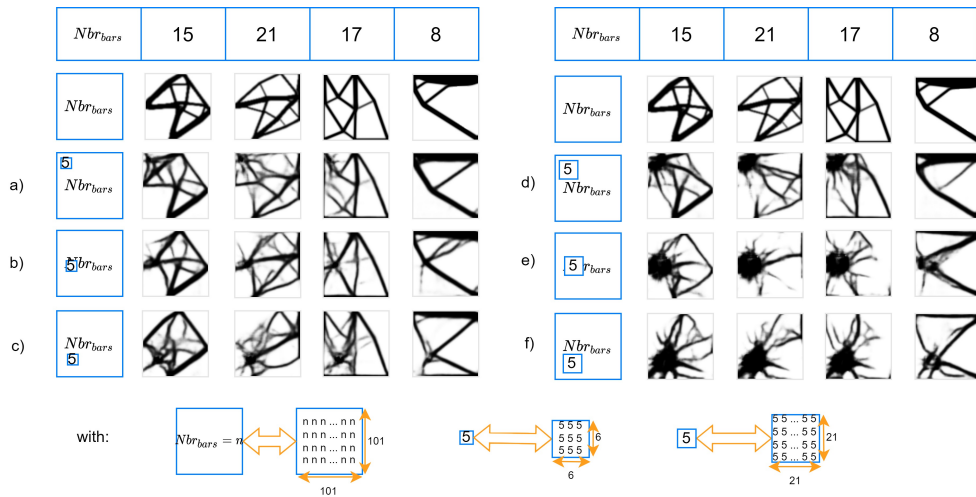 Nbr_bars 15 21 17 8
Nbr_bars 15 21 17 8
Nbr_bars
Nbr_bars
a) 5
Nbr_bars
d) 5
Nbr_bars
b) 5 Nbr_bars
e) 5 r_bars
c) Nbr_bars
5
f) Nbr_bars
5
with:
Nbr_bars = n
n n n ... n n
n n n ... n n
n n n ... n n
n n n ... n n
101
101
5
5 5 5
5 5 5
5 5 5
6
6
5
5 5 ... 5 5
5 5 ... 5 5
5 5 ... 5 5
5 5 ... 5 5
21
21